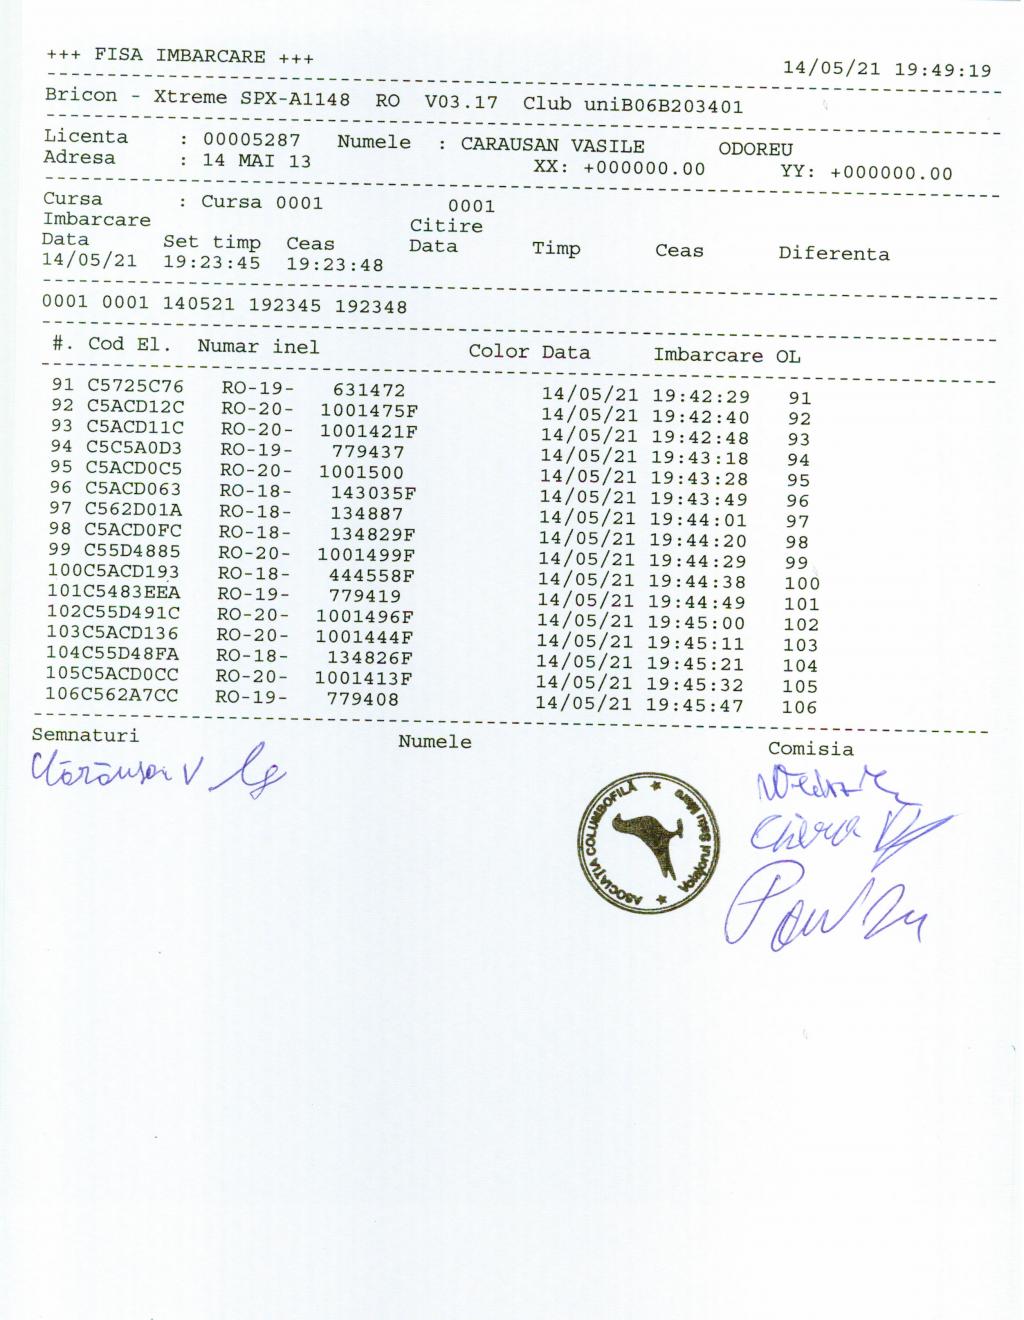 +++ FISA IMBARCARE +++ 14/05/21 19:49:19
Bricon - Xtreme SPX-A1148 RO V03.17 Club uniB06B203401
Licenta : 00005287 Numele : CARAUSAN VASILE ODOREU
Adresa : 14 MAI 13 XX: +000000.00 YY: +000000.00
Cursa : Cursa 0001 0001
Imbarcare Citire
Data Set timp Ceas Data Timp Ceas Diferenta
14/05/21 19:23:45 19:23:48
0001 0001 140521 192345 192348
#. Cod El. Numar inel Color Data Imbarcare OL
91 C5725C76 RO-19- 631472 14/05/21 19:42:29 91
92 C5ACD12C RO-20- 1001475F 14/05/21 19:42:40 92
93 C5ACD11C RO-20- 1001421F 14/05/21 19:42:48 93
94 C5C5A0D3 RO-19- 779437 14/05/21 19:43:18 94
95 C5ACD0C5 RO-20- 1001500 14/05/21 19:43:28 95
96 C5ACD063 RO-18- 143035F 14/05/21 19:43:49 96
97 C562D01A RO-18- 134887 14/05/21 19:44:01 97
98 C5ACD0FC RO-18- 134829F 14/05/21 19:44:20 98
99 C55D4885 RO-20- 1001499F 14/05/21 19:44:29 99
100C5ACD193 RO-18- 444558F 14/05/21 19:44:38 100
101C5483EEA RO-19- 779419 14/05/21 19:44:49 101
102C55D491C RO-20- 1001496F 14/05/21 19:45:00 102
103C5ACD136 RO-20- 1001444F 14/05/21 19:45:11 103
104C55D48FA RO-18- 134826F 14/05/21 19:45:21 104
105C5ACD0CC RO-20- 1001413F 14/05/21 19:45:32 105
106C562A7CC RO-19- 779408 14/05/21 19:45:47 106
Semnaturi Numele Comisia
ASOCIAȚIA COLUMBOFILĂ